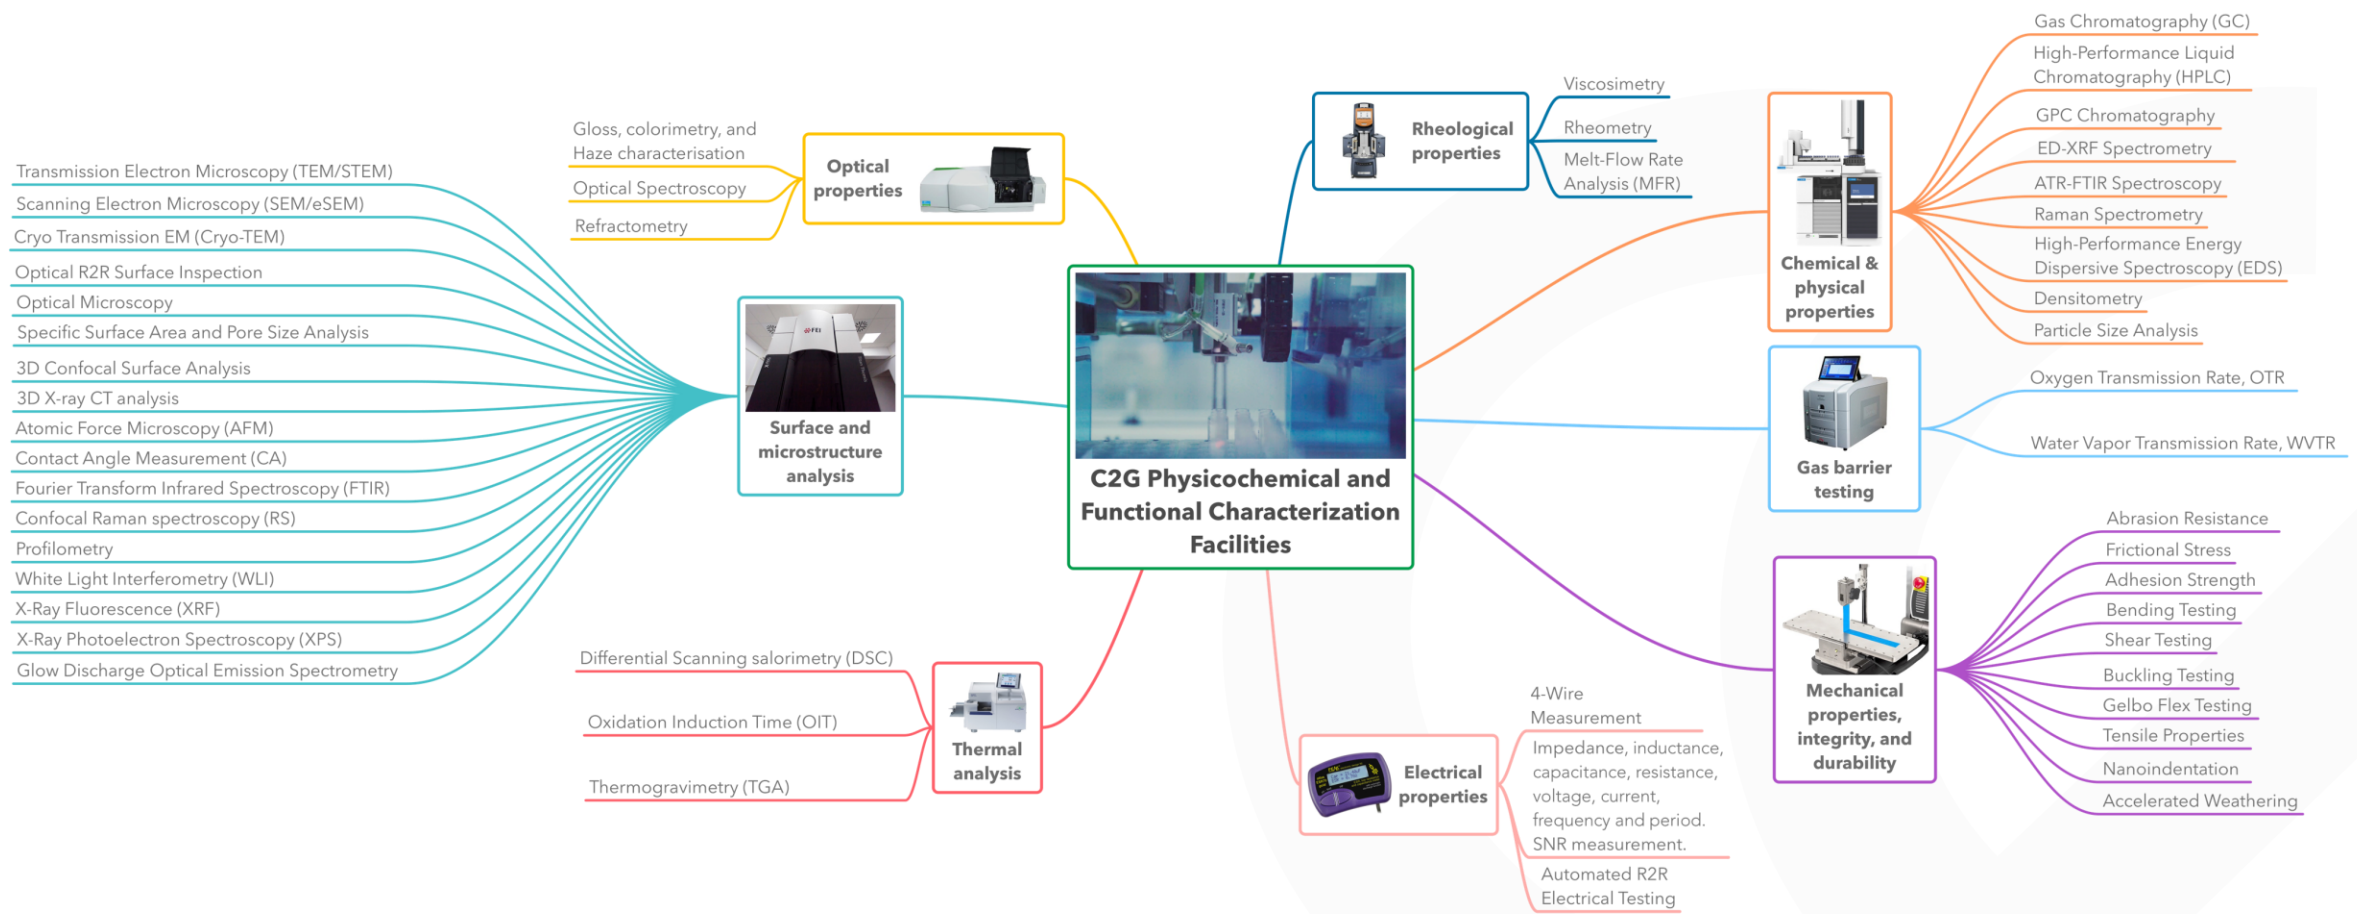 Gloss, colorimetry, and
Haze characterisation
Optical Spectroscopy
Refractometry
Optical
properties
Transmission Electron Microscopy (TEM/STEM)
Scanning Electron Microscopy (SEM/eSEM)
Cryo Transmission EM (Cryo-TEM)
Optical R2R Surface Inspection
Optical Microscopy
Specific Surface Area and Pore Size Analysis
3D Confocal Surface Analysis
3D X-ray CT analysis
Atomic Force Microscopy (AFM)
Contact Angle Measurement (CA)
Fourier Transform Infrared Spectroscopy (FTIR)
Confocal Raman spectroscopy (RS)
Profilometry
White Light Interferometry (WLI)
X-Ray Fluorescence (XRF)
X-Ray Photoelectron Spectroscopy (XPS)
Glow Discharge Optical Emission Spectrometry
FEI
Surface and
microstructure
analysis
Differential Scanning salorimetry (DSC)
Oxidation Induction Time (OIT)
Thermogravimetry (TGA)
Thermal
analysis
C2G Physicochemical and
Functional Characterization
Facilities
Rheological
properties
Viscosimetry
Rheometry
Melt-Flow Rate
Analysis (MFR)
Chemical &
physical
properties
Gas Chromatography (GC)
High-Performance Liquid
Chromatography (HPLC)
GPC Chromatography
ED-XRF Spectrometry
ATR-FTIR Spectroscopy
Raman Spectrometry
High-Performance Energy
Dispersive Spectroscopy (EDS)
Densitometry
Particle Size Analysis
Gas barrier
testing
Oxygen Transmission Rate, OTR
Water Vapor Transmission Rate, WVTR
Mechanical
properties,
integrity, and
durability
Abrasion Resistance
Frictional Stress
Adhesion Strength
Bending Testing
Shear Testing
Buckling Testing
Gelbo Flex Testing
Tensile Properties
Nanoindentation
Accelerated Weathering
Electrical
properties
4-Wire
Measurement
Impedance, inductance,
capacitance, resistance,
voltage, current,
frequency and period.
SNR measurement.
Automated R2R
Electrical Testing